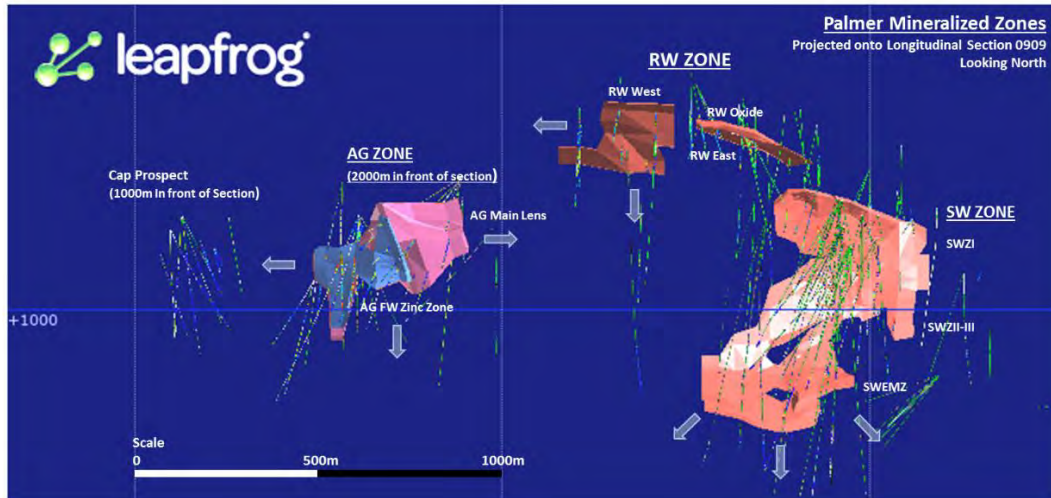 leapfrog
Palmer Mineralized Zones
Projected onto Longitudinal Section 0909
Looking North
RW ZONE
RW West
RW Oxide
RW East
AG ZONE
(2000m in front of section)
Cap Prospect
(1000m in front of Section)
AG Main Lens
AG FW Zinc Zone
SW ZONE
SWZI
SWZII-III
SWEMZ
+1000
Scale
0
500m
1000m